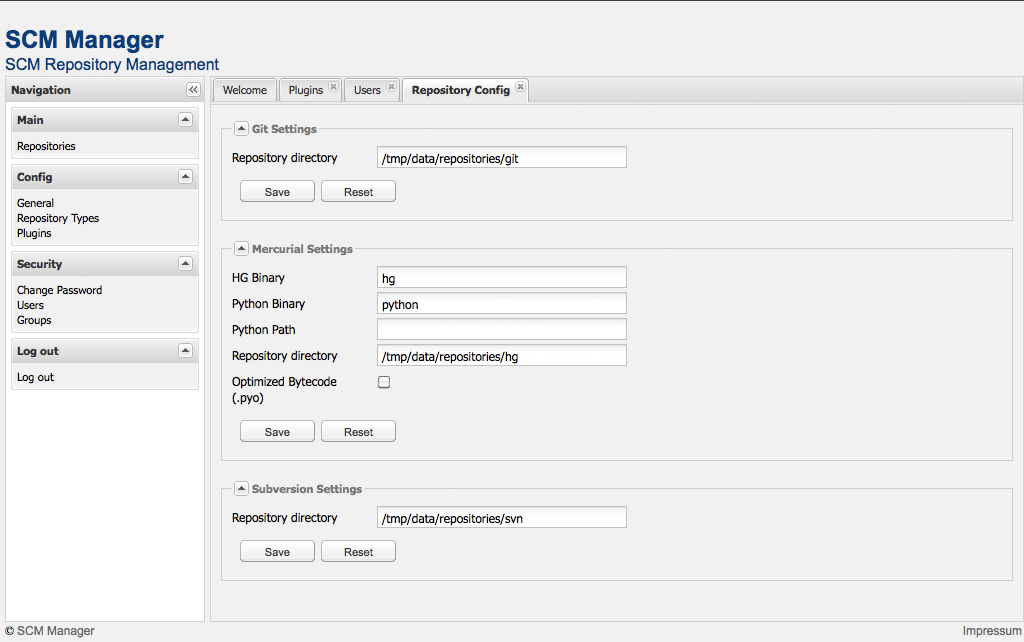 SCM Manager
SCM Repository Management
Navigation
Main
Repositories
Config
General
Repository Types
Plugins
Security
Change Password
Users
Groups
Log out
Log out
Welcome Plugins Users Repository Config
Git Settings
Repository directory /tmp/data/repositories/git
Save Reset
Mercurial Settings
HG Binary hg
Python Binary python
Python Path
Repository directory /tmp/data/repositories/hg
Optimized Bytecode
(.pyo)
Save Reset
Subversion Settings
Repository directory /tmp/data/repositories/svn
Save Reset
© SCM Manager Impressum